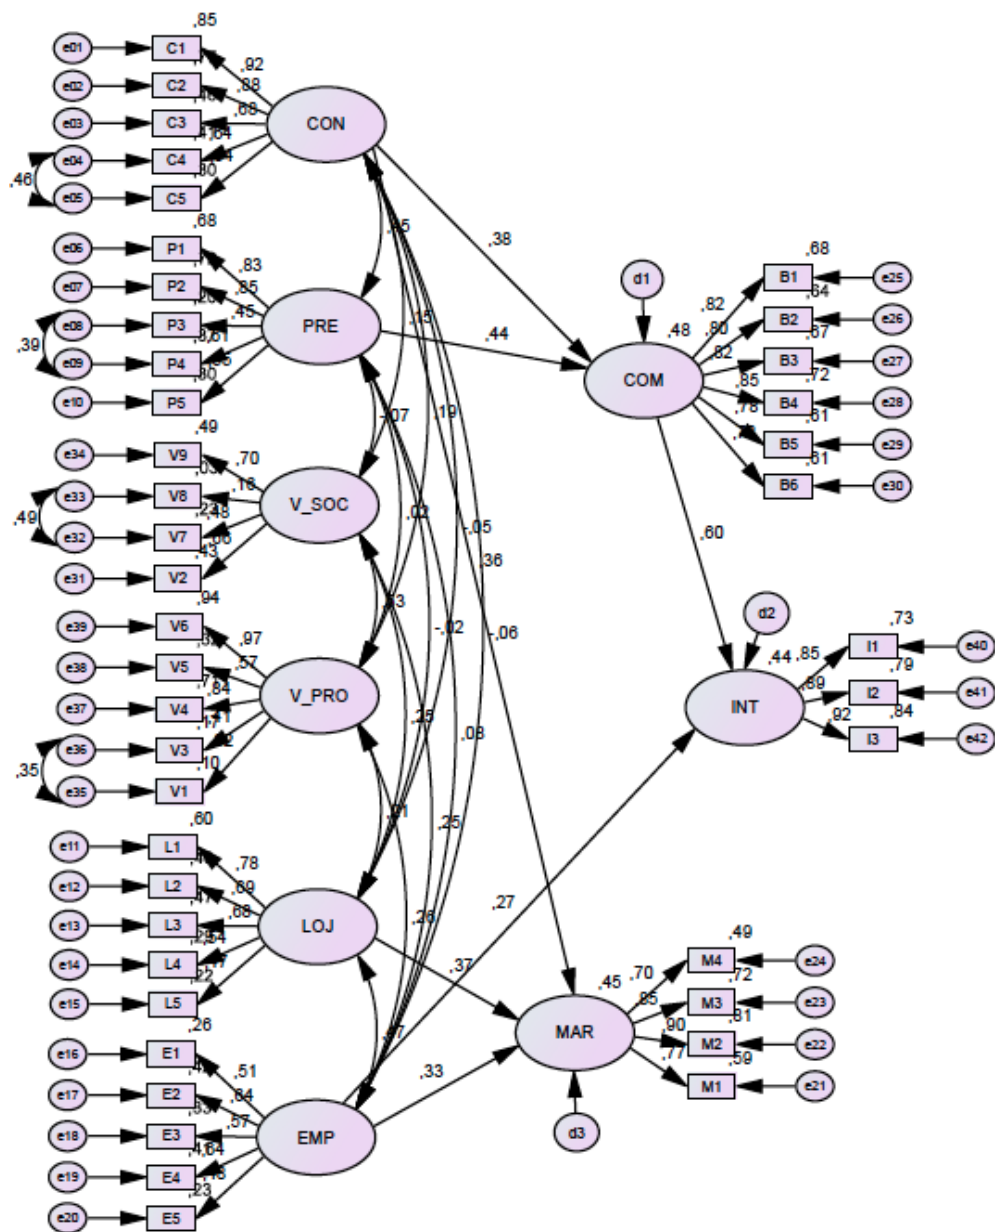 ,85
e01 C1 ,92
e02 C2 ,88
e03 C3 ,68
CON
e04 C4
,46
e05 C5
,68
e06 P1 ,83
e07 P2 ,85
e08 P3 ,45
PRE
,39
e09 P4
e10 P5
,38
,44
d1
,48
COM
,68
,82 B1 e25
,64
,80 B2 e26
,67
,82 B3 e27
,72
,85 B4 e28
,61
,78 B5 e29
,61
B6 e30
,15
,19
-,07
,49
e34 V9 ,70
e33 V8 ,18
V_SOC
,49
e32 V7
e31 V2 ,43
,02
-,05
,36
,60
,94
e39 V6 ,97
e38 V5 ,57
e37 V4 ,84
V_PRO
e36 V3
,35
e35 V1 ,10
-,02
-,06
d2
,44
INT
,73
,85 I1 e40
,79
,89 I2 e41
,84
,92 I3 e42
,25
,08
,25
,26
,27
,60
e11 L1 ,78
e12 L2 ,69
e13 L3 ,68
LOJ
e14 L4
e15 L5 ,22
,37
,33
,45
MAR
d3
,49
,70 M4 e24
,72
,85 M3 e23
,81
,90 M2 e22
,59
,77 M1 e21
,26
e16 E1 ,51
e17 E2 ,64
e18 E3 ,57
EMP
e19 E4
e20 E5 ,23